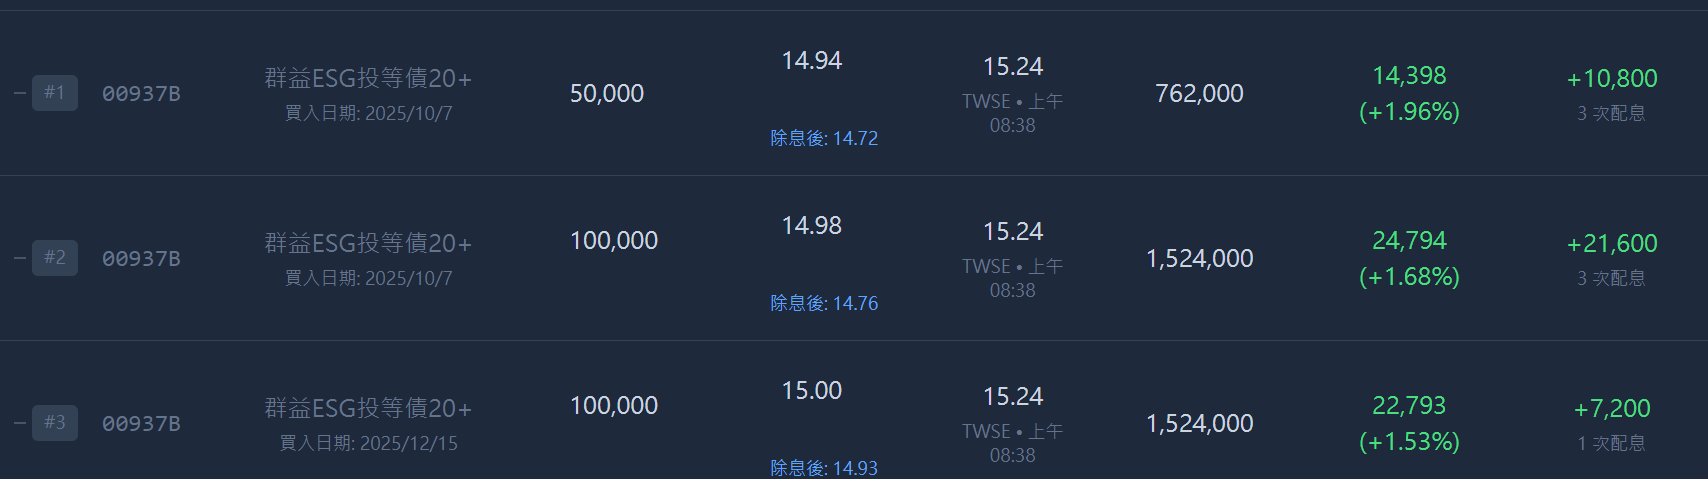 14.94
#1 00937B 群益ESG投等債20+ 50,000 15.24 762,000 14,398 +10,800
買入日期: 2025/10/7 TWSE • 上午 (+1.96%) 3 次配息
08:38
除息後: 14.72
14.98
#2 00937B 群益ESG投等債20+ 100,000 15.24 1,524,000 24,794 +21,600
買入日期: 2025/10/7 TWSE • 上午 (+1.68%) 3 次配息
08:38
除息後: 14.76
15.00
#3 00937B 群益ESG投等債20+ 100,000 15.24 1,524,000 22,793 +7,200
買入日期: 2025/12/15 TWSE • 上午 (+1.53%) 1 次配息
08:38
除息後: 14.93